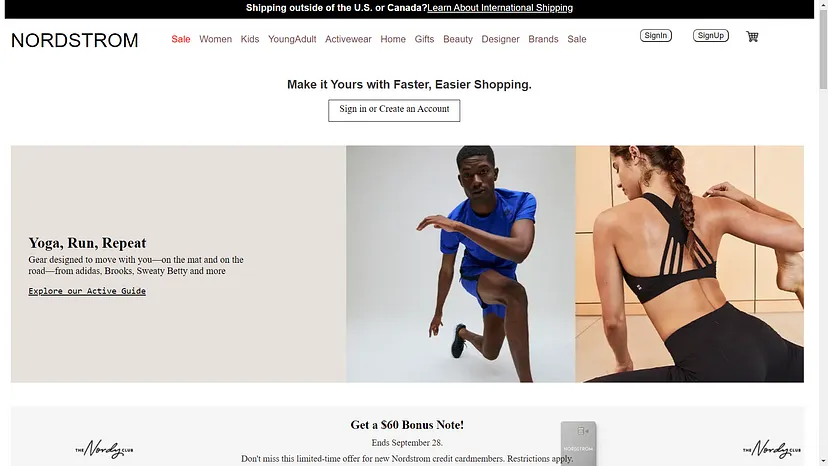 Shipping outside of the U.S. or Canada?Learn About International Shipping
NORDSTROM
Sale Women Kids YoungAdult Activewear Home Gifts Beauty Designer Brands Sale
SignIn SignUp
Make it Yours with Faster, Easier Shopping.
Sign in or Create an Account
Yoga, Run, Repeat
Gear designed to move with you—on the mat and on the
road—from adidas, Brooks, Sweaty Betty and more
Explore our Active Guide
Get a $60 Bonus Note!
Ends September 28.
THE Nordy CLUB
NORDSTROM
THE Nordy CLUB
Don't miss this limited-time offer for new Nordstrom credit cardmembers. Restrictions apply.